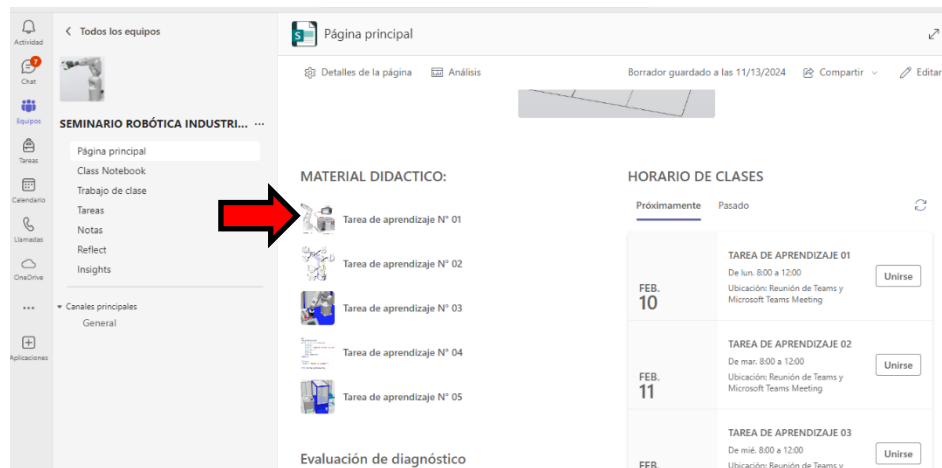 Actividad
7
Chat
Equipos
Tareas
Calendario
Llamadas
OneDrive
Aplicaciones
Todos los equipos
SEMINARIO ROBÓTICA INDUSTRI... ...
Página principal
Class Notebook
Trabajo de clase
Tareas
Notas
Reflect
Insights
Canales principales
General
S Página principal
Detalles de la página Análisis
Borrador guardado a las 11/13/2024 Compartir Editar
MATERIAL DIDACTICO:
Tarea de aprendizaje N° 01
Tarea de aprendizaje N° 02
Tarea de aprendizaje N° 03
Tarea de aprendizaje N° 04
Tarea de aprendizaje N° 05
Evaluación de diagnóstico
HORARIO DE CLASES
Próximamente Pasado
FEB.
10
TAREA DE APRENDIZAJE 01
De lun. 8:00 a 12:00
Ubicación: Reunión de Teams y
Microsoft Teams Meeting
Unirse
FEB.
11
TAREA DE APRENDIZAJE 02
De mar. 8:00 a 12:00
Ubicación: Reunión de Teams y
Microsoft Teams Meeting
Unirse
FEB.
TAREA DE APRENDIZAJE 03
De mié. 8:00 a 12:00
Ubicación: Reunión de Teams y
Unirse